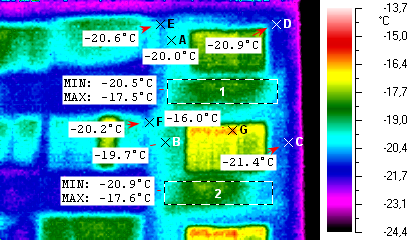 E
D
-20.6°C
A
-20.9°C
-20.0°C
MIN: -20.5°C
MAX: -17.5°C
1
F
-16.0°C
-20.2°C
G
-19.7°C
B
C
-21.4°C
MIN: -20.9°C
MAX: -17.6°C
2
-13,7
°C
-15,0
-16,4
-17,7
-19,1
-20,4
-21,7
-23,1
-24,4